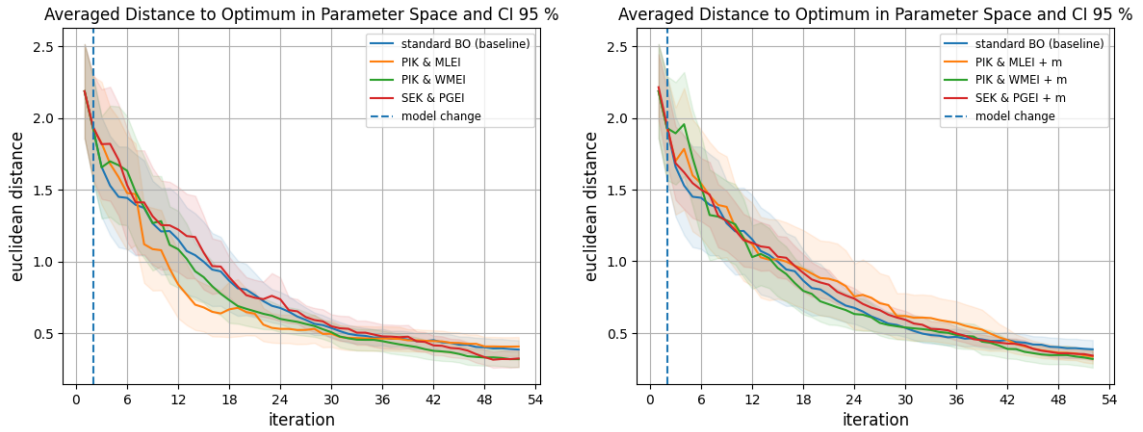 Averaged Distance to Optimum in Parameter Space and CI 95 %
2.5
2.0
1.5
1.0
0.5
euclidean distance
standard BO (baseline)
PIK & MLEI
PIK & WMEI
SEK & PGEI
model change
0 6 12 18 24 30 36 42 48 54
iteration
Averaged Distance to Optimum in Parameter Space and CI 95 %
2.5
2.0
1.5
1.0
0.5
euclidean distance
standard BO (baseline)
PIK & MLEI + m
PIK & WMEI + m
SEK & PGEI + m
model change
0 6 12 18 24 30 36 42 48 54
iteration